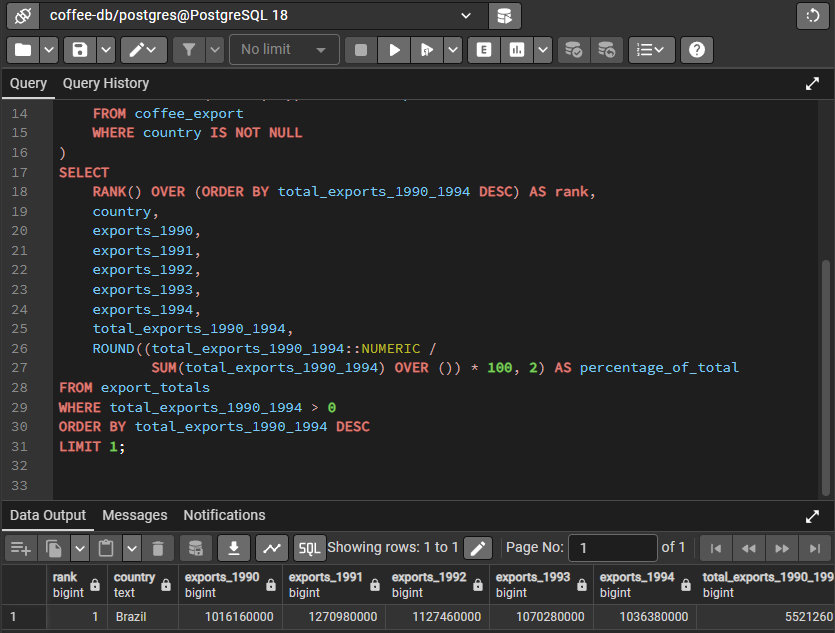 coffee-db/postgres@PostgreSQL 18
No limit
E
Query Query History
14 FROM coffee_export
15 WHERE country IS NOT NULL
16 )
17 SELECT
18 RANK() OVER (ORDER BY total_exports_1990_1994 DESC) AS rank,
19 country,
20 exports_1990,
21 exports_1991,
22 exports_1992,
23 exports_1993,
24 exports_1994,
25 total_exports_1990_1994,
26 ROUND((total_exports_1990_1994::NUMERIC /
27 SUM(total_exports_1990_1994) OVER ()) * 100, 2) AS percentage_of_total
28 FROM export_totals
29 WHERE total_exports_1990_1994 > 0
30 ORDER BY total_exports_1990_1994 DESC
31 LIMIT 1;
32
33
Data Output Messages Notifications
SQL Showing rows: 1 to 1 Page No: 1 of 1
rank country exports_1990 exports_1991 exports_1992 exports_1993 exports_1994 total_exports_1990_199
bigint text bigint bigint bigint bigint bigint bigint
1 1 Brazil 1016160000 1270980000 1127460000 1070280000 1036380000 5521260